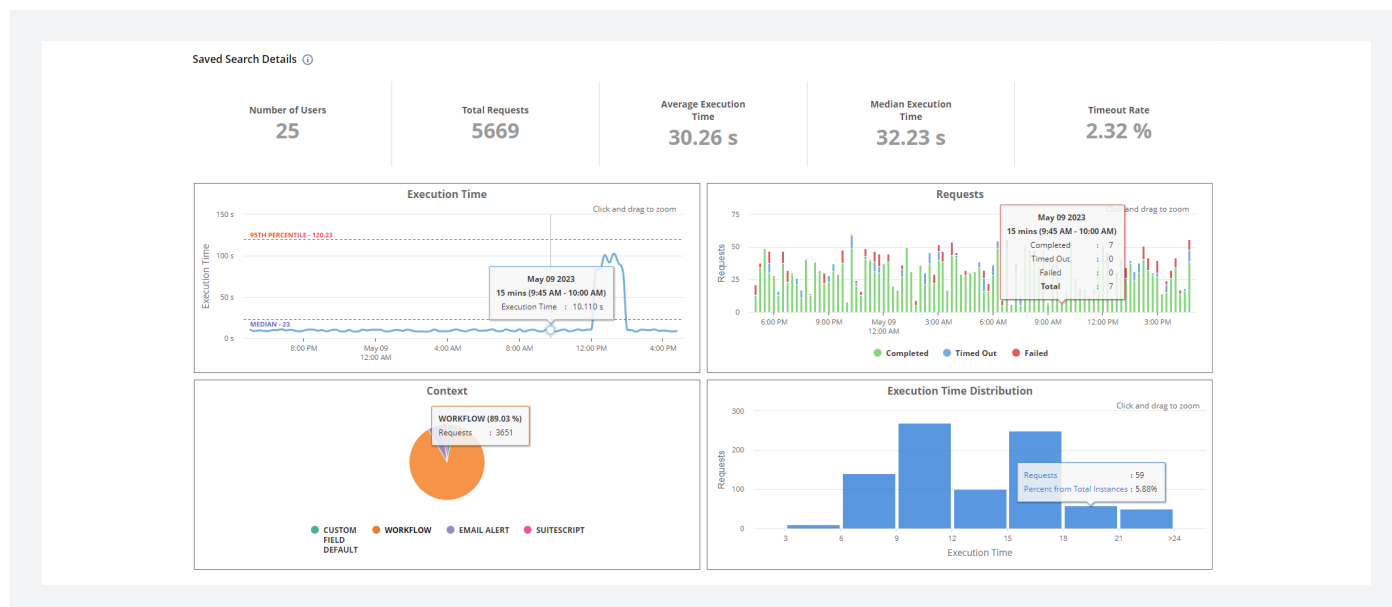 Saved Search Details
Number of Users
25
Total Requests
5669
Average Execution
Time
30.26 s
Median Execution
Time
32.23 s
Timeout Rate
2.32 %
Execution Time
Click and drag to zoom
150 s
100 s
50 s
0 s
Execution Time
95TH PERCENTILE - 120.23
MEDIAN - 23
May 09 2023
15 mins (9:45 AM - 10:00 AM)
Execution Time : 10.110 s
8:00 PM
May 09
12:00 AM
4:00 AM
8:00 AM
12:00 PM
4:00 PM
Requests
and drag to zoom
75
50
25
0
Requests
May 09 2023
15 mins (9:45 AM - 10:00 AM)
Completed : 7
Timed Out : 0
Failed : 0
Total : 7
6:00 PM
9:00 PM
May 09
12:00 AM
3:00 AM
6:00 AM
9:00 AM
12:00 PM
3:00 PM
Completed
Timed Out
Failed
Context
WORKFLOW (89.03 %)
Requests : 3651
CUSTOM
FIELD
DEFAULT
WORKFLOW
EMAIL ALERT
SUITESCRIPT
Execution Time Distribution
Click and drag to zoom
300
200
100
0
Requests
Requests : 59
Percent from Total Instances : 5.88%
3
6
9
12
15
18
21
>24
Execution Time